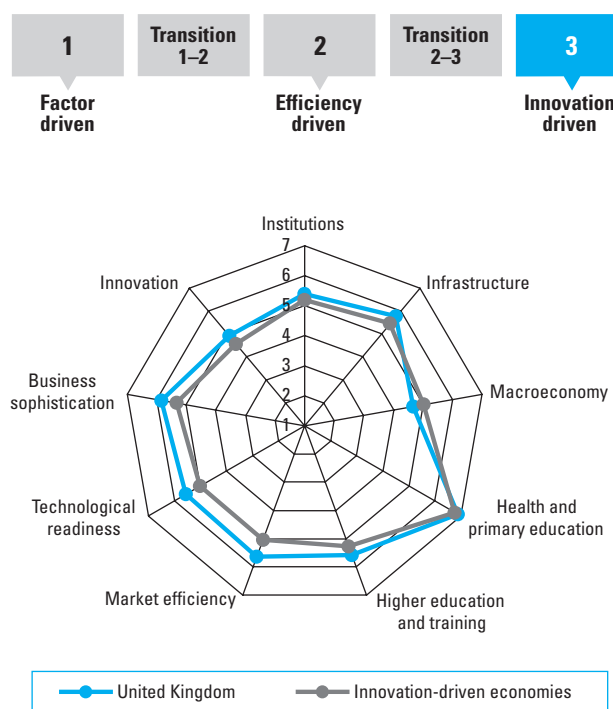 1
Transition
1–2
2
Transition
2–3
3
Factor
driven
Efficiency
driven
Innovation
driven
Institutions
7
6
5
4
3
2
1
Innovation
Infrastructure
Business
sophistication
Macroeconomy
Technological
readiness
Health and
primary education
Market efficiency
Higher education
and training
United Kingdom
Innovation-driven economies